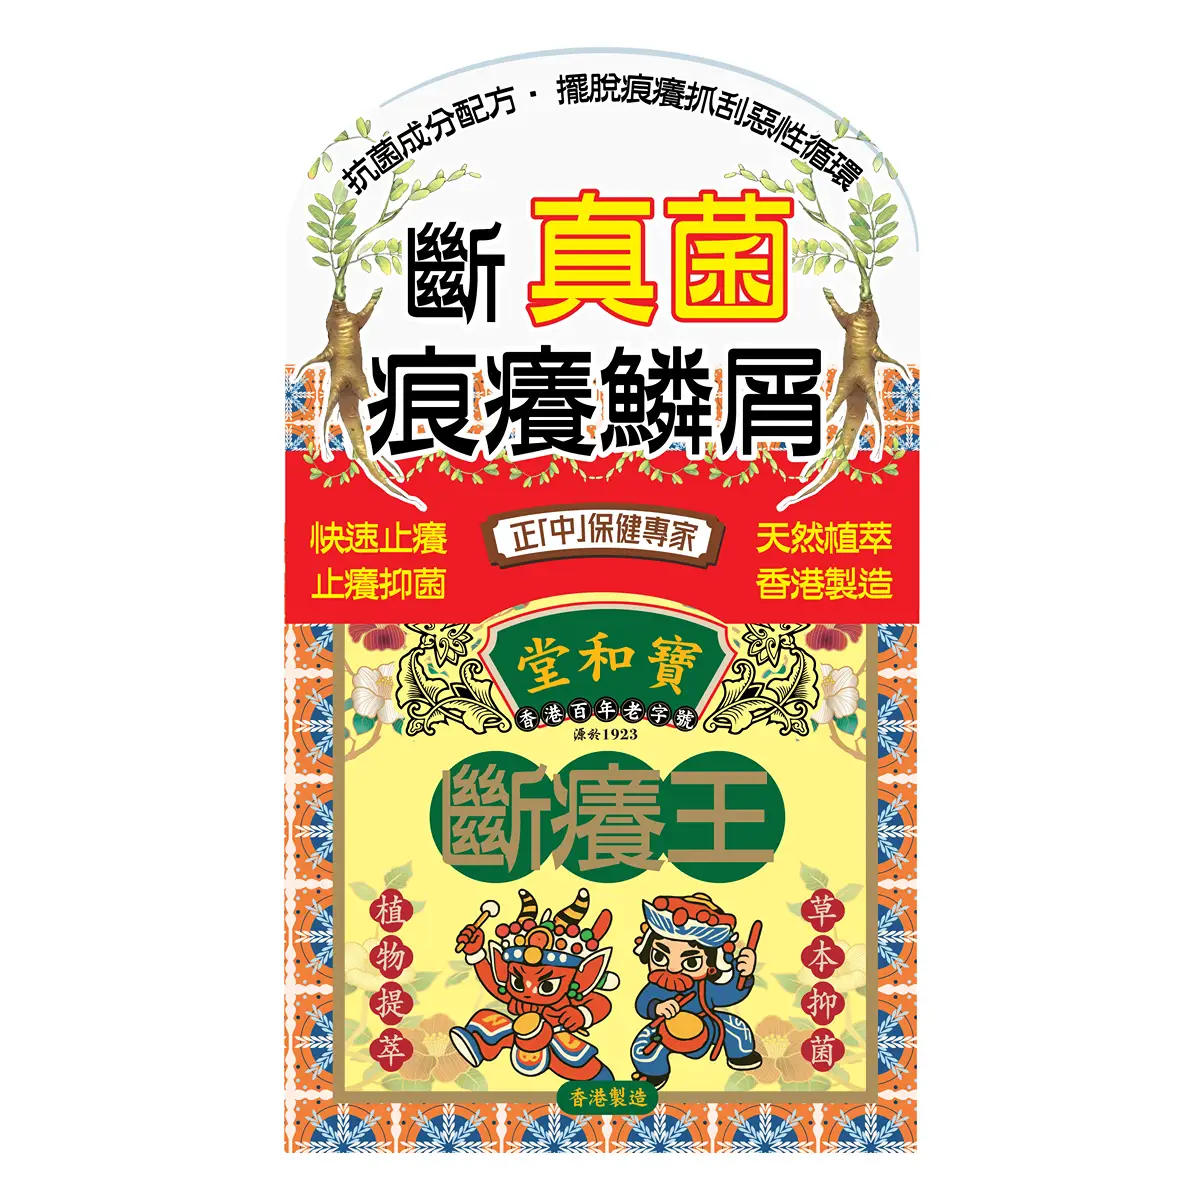 抗菌成分配方・擺脫痕癢抓刮惡性循環
斷真菌
痕癢鱗屑
快速止癢
止癢抑菌
正「中」保健專家
天然植萃
香港製造
堂和寶
香港百年老字號
源於1923
斷癢王
植物提萃
草本抑菌
香港製造